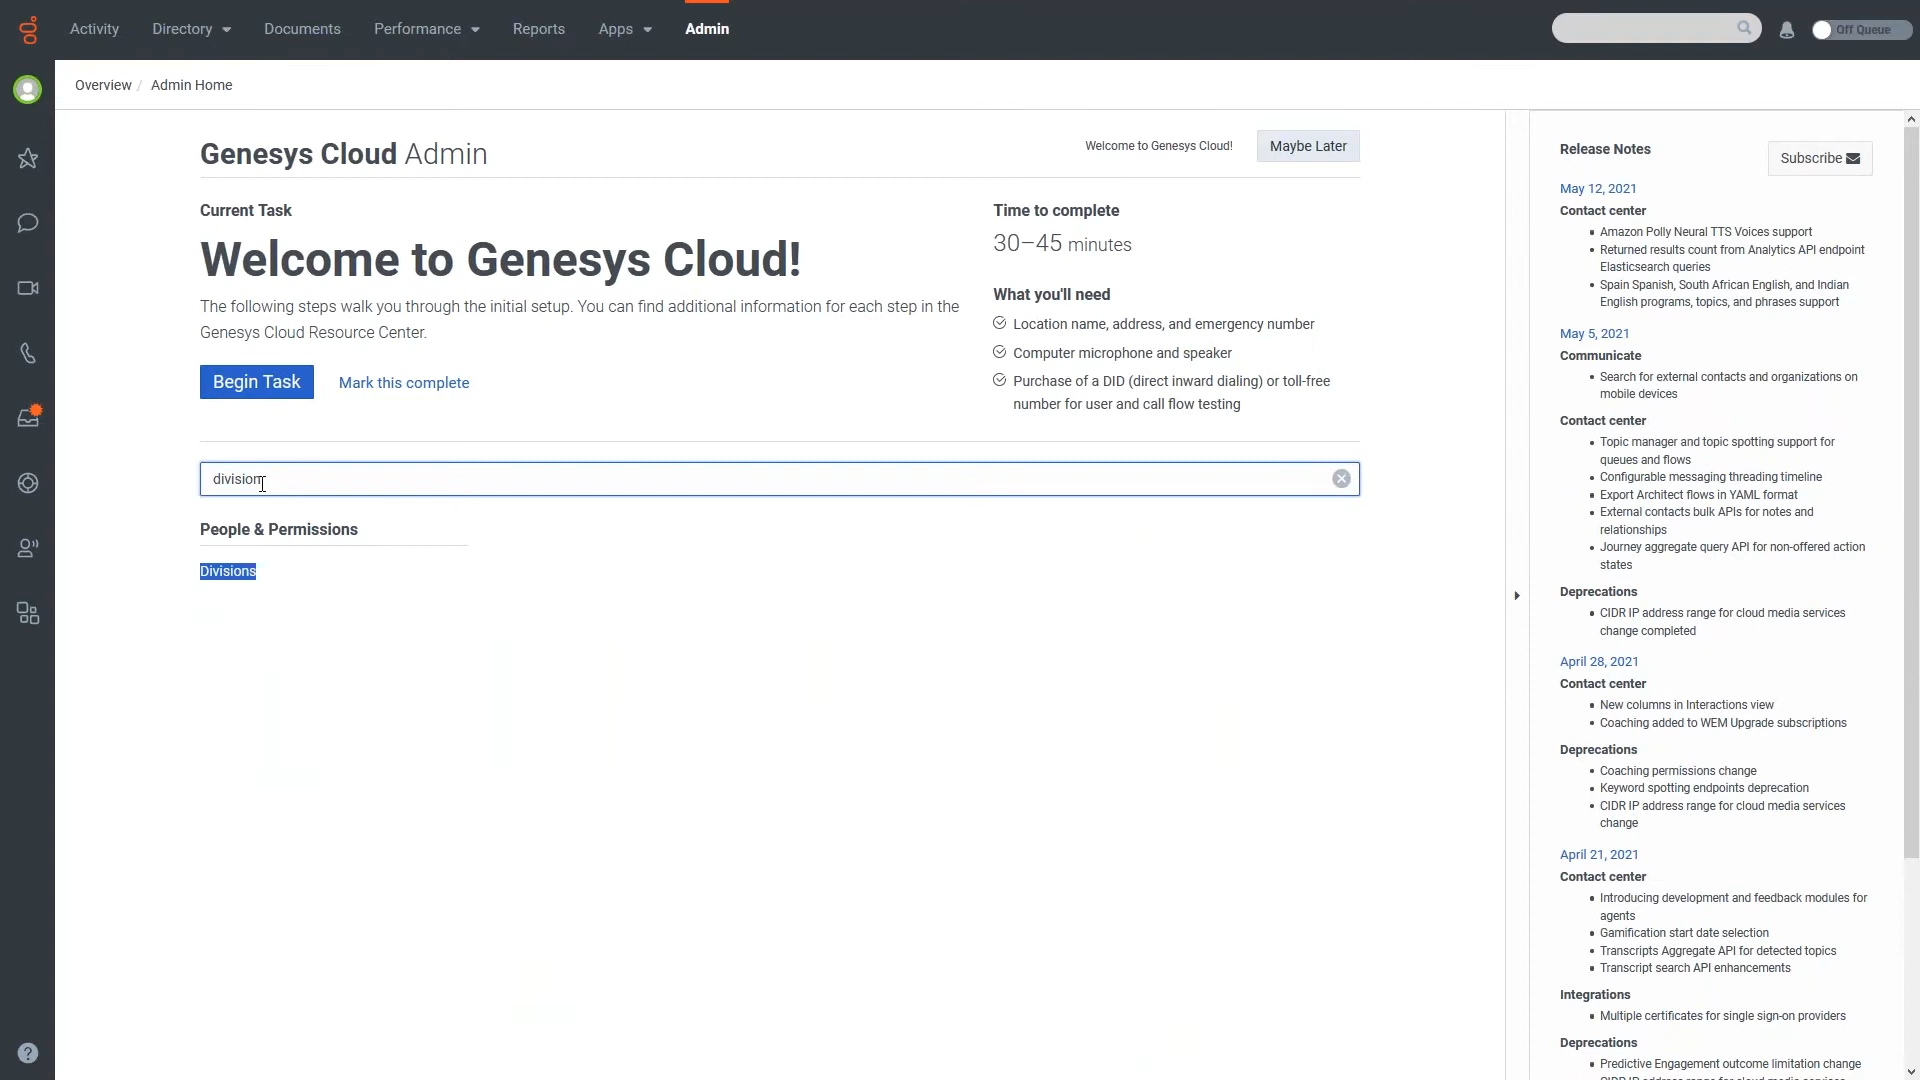 Activity
Directory
Documents
Performance
Reports
Apps
Admin
Off Queue
Overview / Admin Home
Genesys Cloud Admin
Welcome to Genesys Cloud!
Maybe Later
Current Task
Welcome to Genesys Cloud!
The following steps walk you through the initial setup. You can find additional information for each step in the
Genesys Cloud Resource Center.
Begin Task
Mark this complete
Time to complete
30–45 minutes
What you'll need
Location name, address, and emergency number
Computer microphone and speaker
Purchase of a DID (direct inward dialing) or toll-free
number for user and call flow testing
division
People & Permissions
Divisions
Release Notes
Subscribe
May 12, 2021
Contact center
Amazon Polly Neural TTS Voices support
Returned results count from Analytics API endpoint
Elasticsearch queries
Spain Spanish, South African English, and Indian
English programs, topics, and phrases support
May 5, 2021
Communicate
Search for external contacts and organizations on
mobile devices
Contact center
Topic manager and topic spotting support for
queues and flows
Configurable messaging threading timeline
Export Architect flows in YAML format
External contacts bulk APIs for notes and
relationships
Journey aggregate query API for non-offered action
states
Deprecations
CIDR IP address range for cloud media services
change completed
April 28, 2021
Contact center
New columns in Interactions view
Coaching added to WEM Upgrade subscriptions
Deprecations
Coaching permissions change
Keyword spotting endpoints deprecation
CIDR IP address range for cloud media services
change
April 21, 2021
Contact center
Introducing development and feedback modules for
agents
Gamification start date selection
Transcripts Aggregate API for detected topics
Transcript search API enhancements
Integrations
Multiple certificates for single sign-on providers
Deprecations
Predictive Engagement outcome limitation change